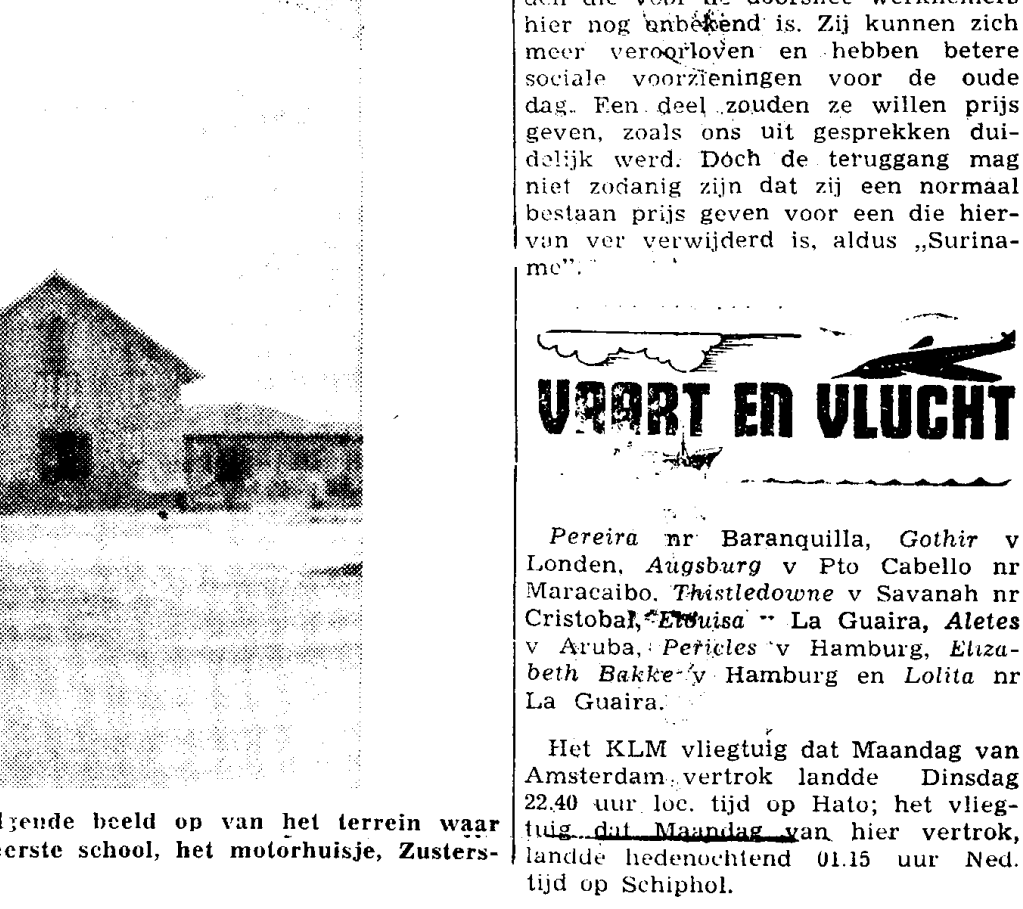 hier nog onbekend is. Zij kunnen zich
meer veroorloven en hebben betere
sociale voorzieningen voor de oude
dag. Een deel zouden ze willen prijs
geven, zoals ons uit gesprekken dui-
delijk werd. Doch de teruggang mag
niet zodanig zijn dat zij een normaal
bestaan prijs geven voor een die hier-
van ver verwijderd is, aldus „Surina-
me".
VAART EN VLUCHT
Pereira nr Baranquilla, Gothir v
Londen, Augsburg v Pto Cabello nr
Maracaibo, Thistledowne v Savanah nr
Cristobal, La Guaira, Aletes
v Aruba, Pericles v Hamburg, Eliza-
beth Bakke v Hamburg en Lolita nr
La Guaira.
Het KLM vliegtuig dat Maandag van
Amsterdam vertrok landde Dinsdag
22.40 uur loc. tijd op Hato; het vlieg-
tuig dat Maandag van hier vertrok,
landde hedenochtend 01.15 uur Ned.
tijd op Schiphol.
beeld op van het terrein waar
eerste school, het motorhuisje, Zusters-